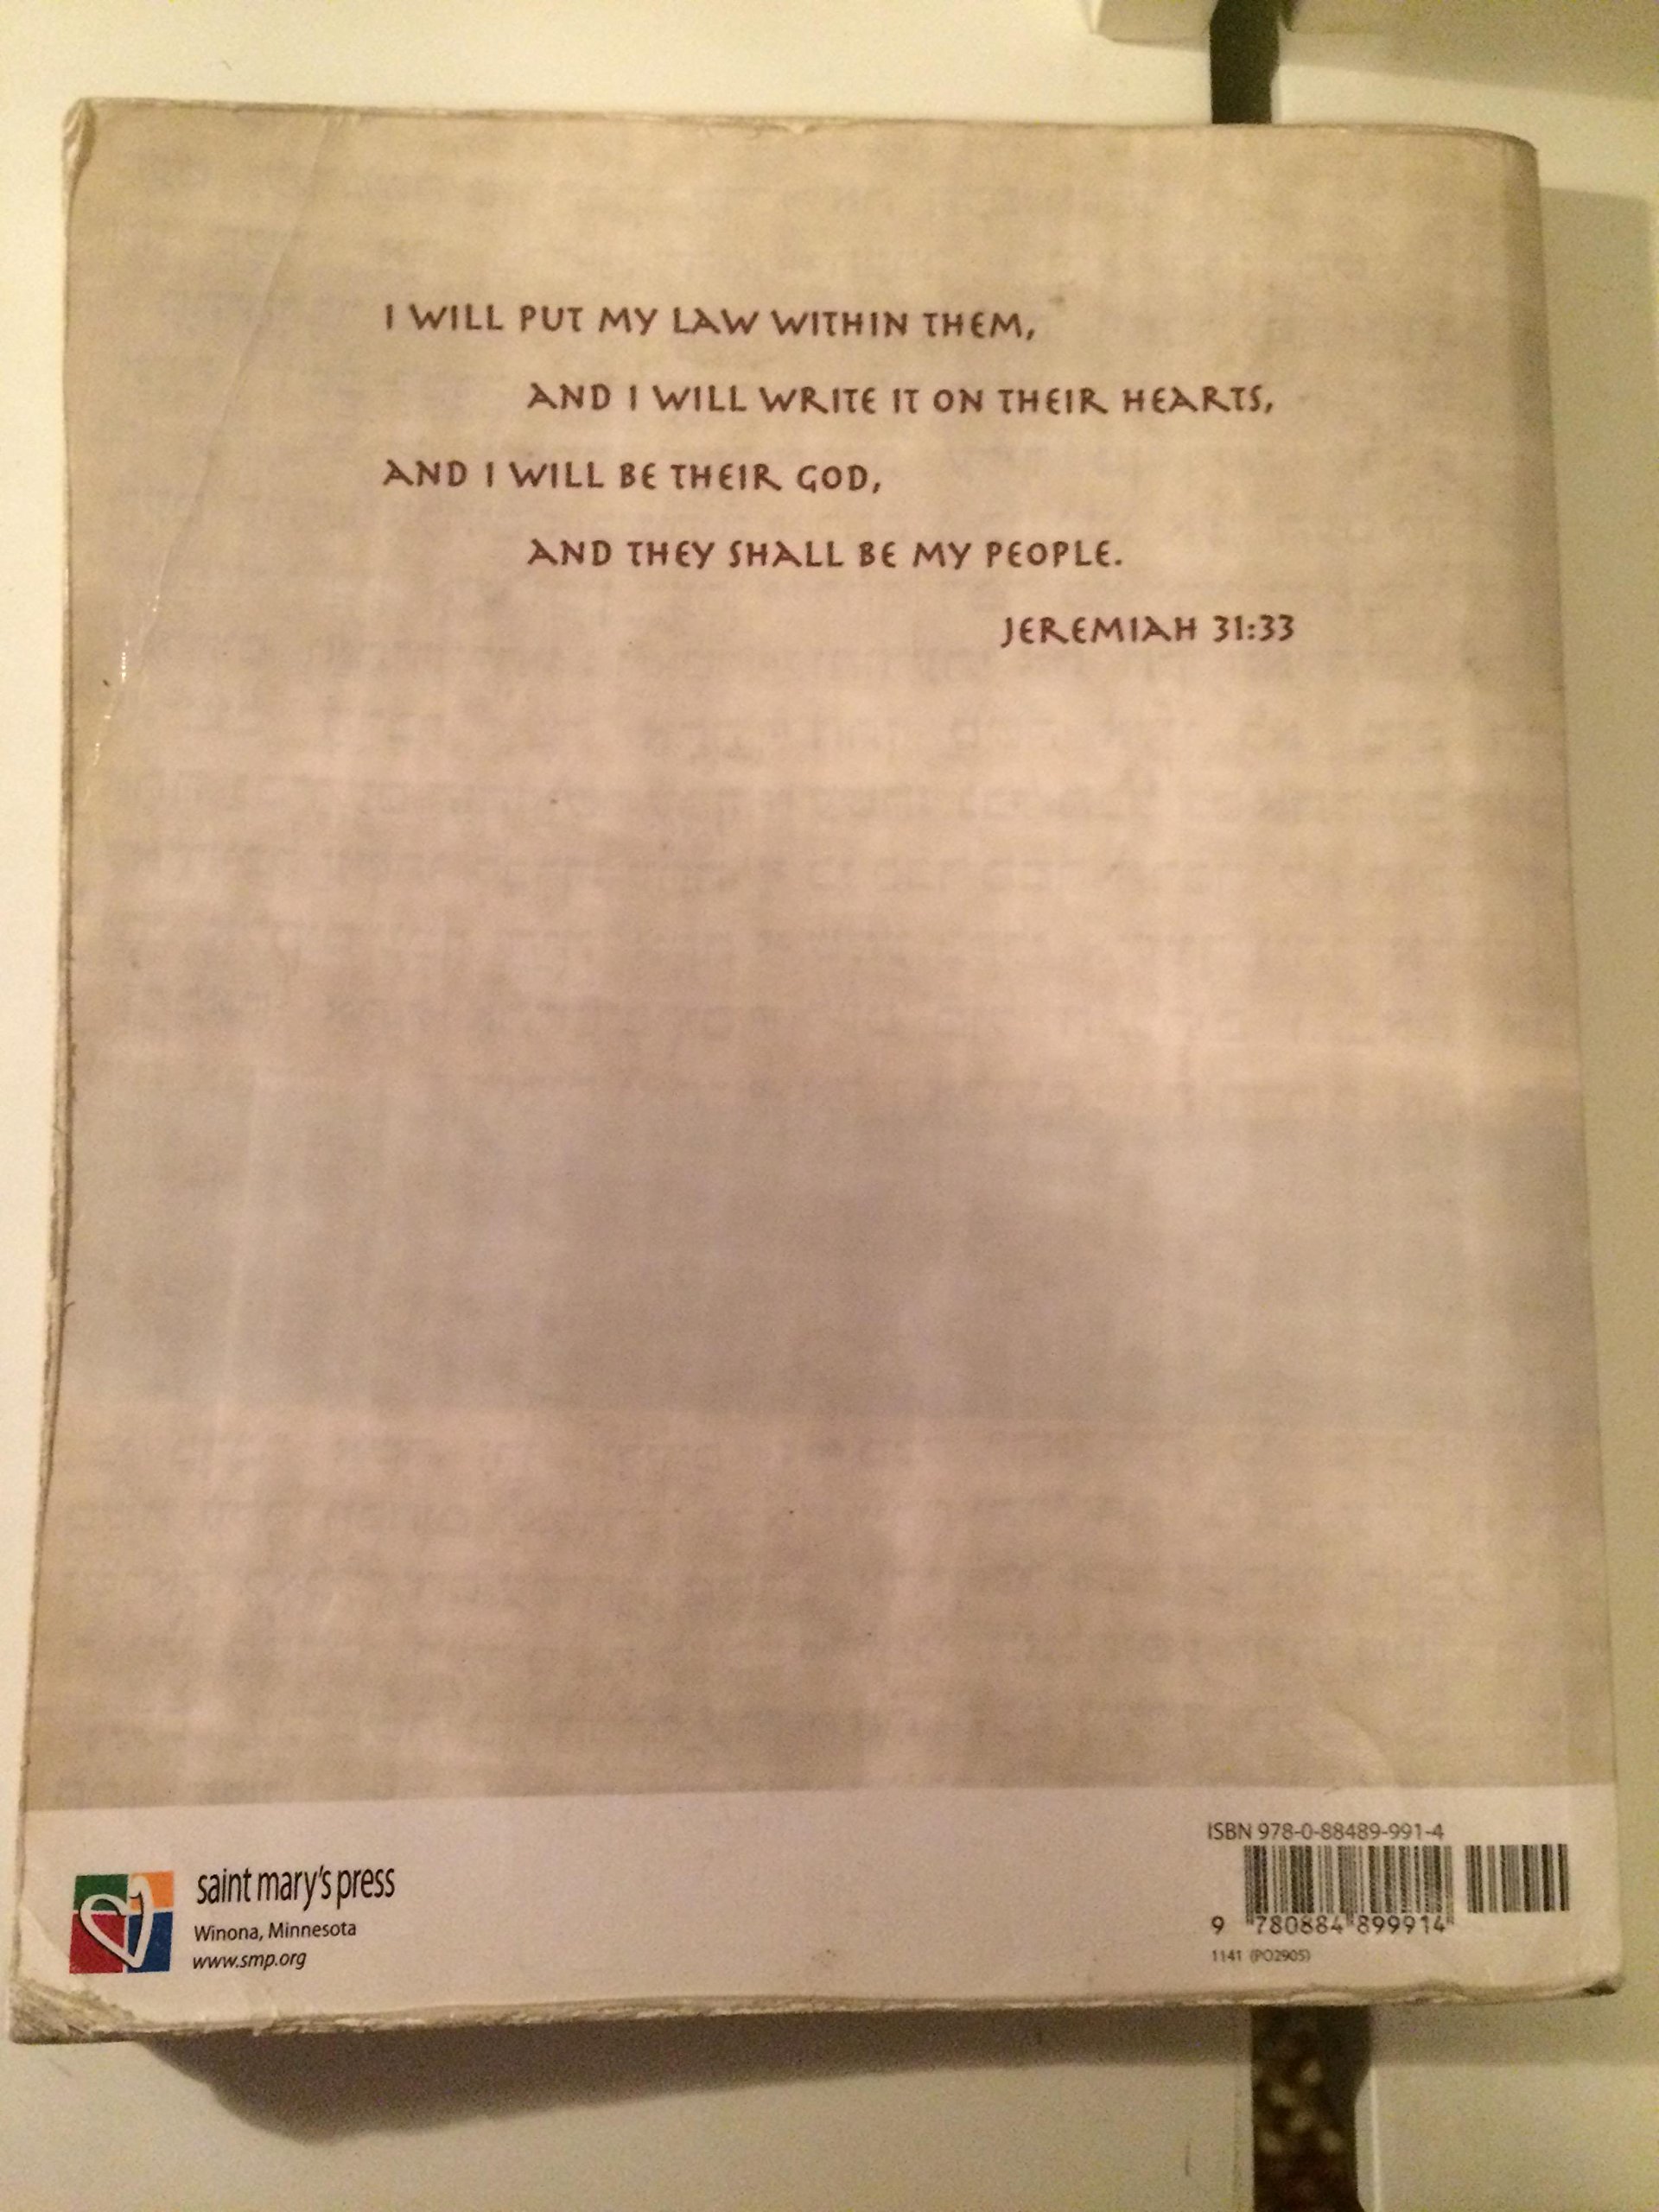 I WILL PUT MY LAW WITHIN THEM,
AND I WILL WRITE IT ON THEIR HEARTS,
AND I WILL BE THEIR GOD,
AND THEY SHALL BE MY PEOPLE.
JEREMIAH 31:33
saint mary's press
Winona, Minnesota
www.smp.org
ISBN 978-0-88489-991-4
9 780884 899914
1141 (PO2905)